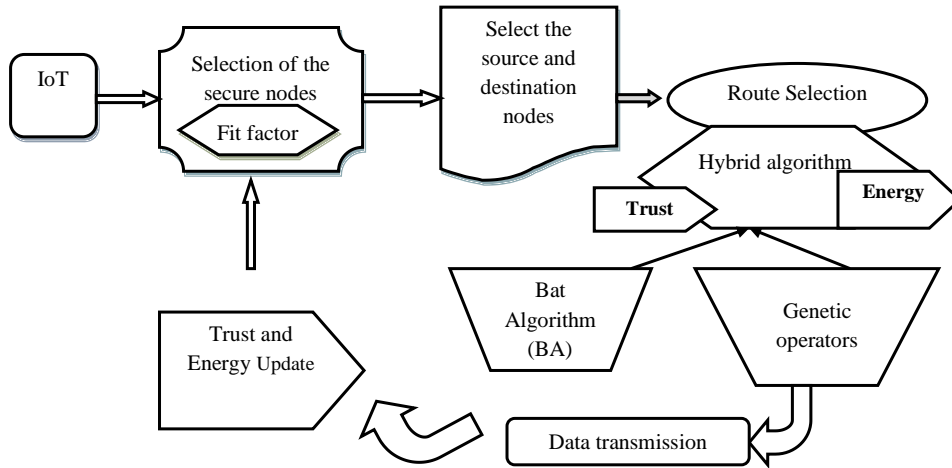 IoT
Selection of the
secure nodes
Fit factor
Select the
source and
destination
nodes
Route Selection
Hybrid algorithm
Trust
Energy
Bat
Algorithm
(BA)
Genetic
operators
Trust and
Energy Update
Data transmission